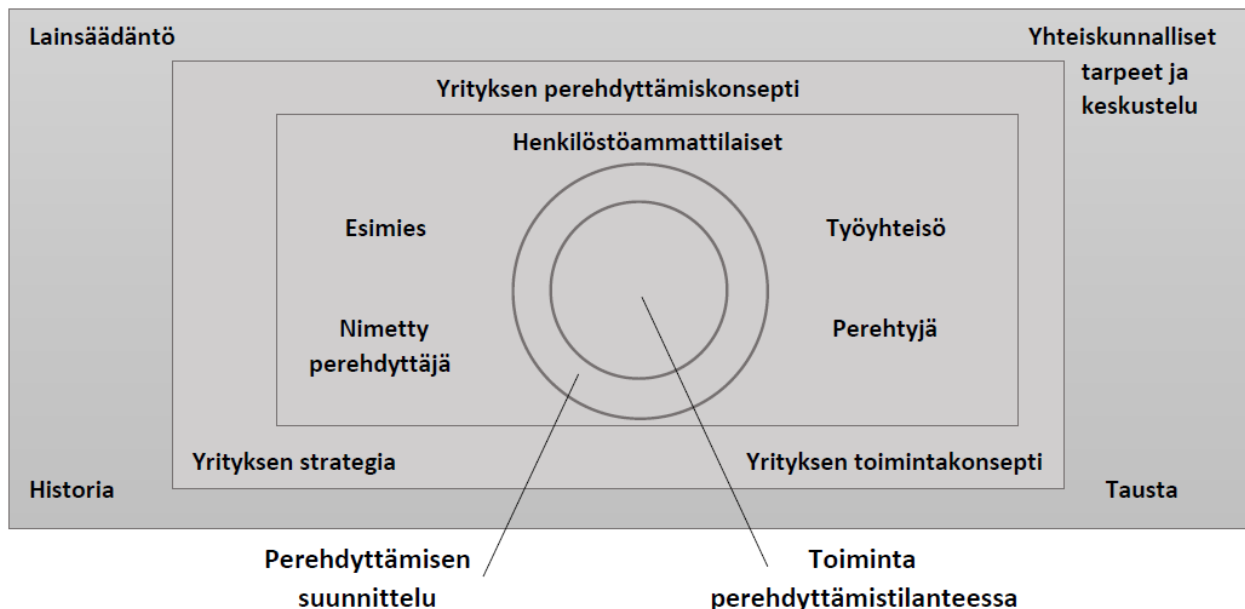 Lainsäädäntö
Yhteiskunnalliset
tarpeet ja
keskustelu
Yrityksen perehdyttämiskonsepti
Henkilöstöammattilaiset
Esimies
Työyhteisö
Nimetty
perehdyttäjä
Perehtyjä
Yrityksen strategia
Yrityksen toimintakonsepti
Historia
Tausta
Perehdyttämisen
suunnittelu
Toiminta
perehdyttämistilanteessa